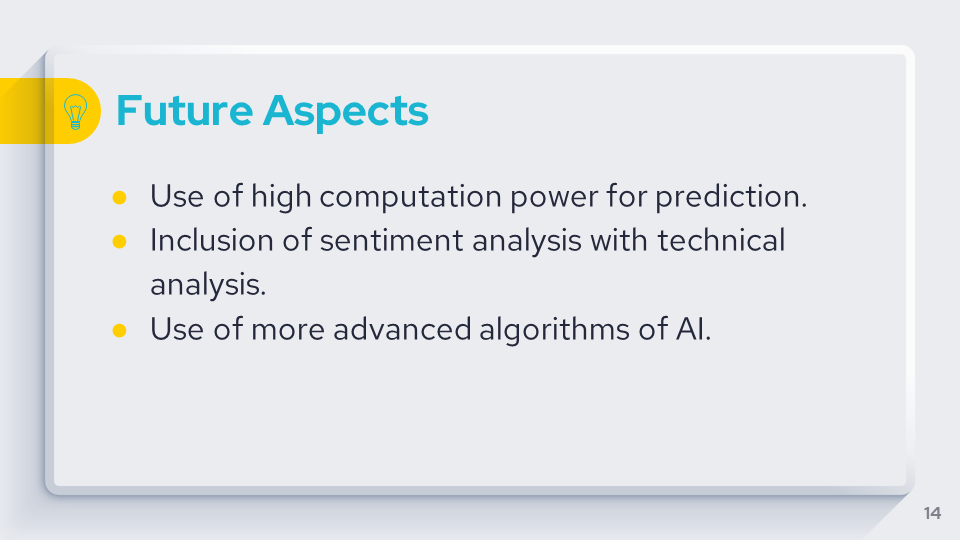 Future Aspects
● Use of high computation power for prediction.
● Inclusion of sentiment analysis with technical
analysis.
● Use of more advanced algorithms of AI.
14